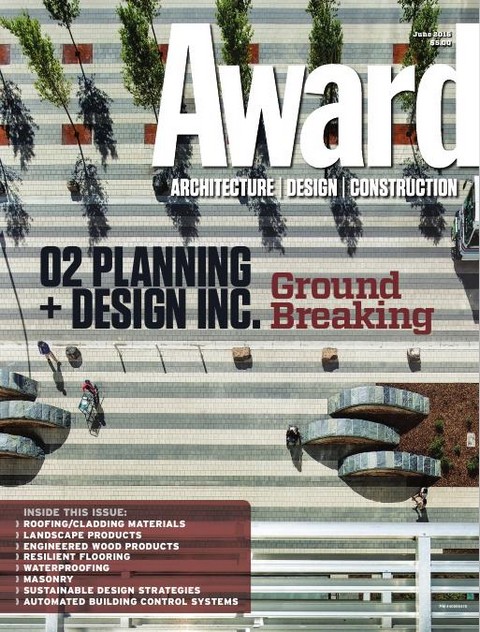 June 2015
$5.00
Award
ARCHITECTURE | DESIGN | CONSTRUCTION
O2 PLANNING
+ DESIGN INC.
Ground
Breaking
INSIDE THIS ISSUE:
⟩ ROOFING/CLADDING MATERIALS
⟩ LANDSCAPE PRODUCTS
⟩ ENGINEERED WOOD PRODUCTS
⟩ RESILIENT FLOORING
⟩ WATERPROOFING
⟩ MASONRY
⟩ SUSTAINABLE DESIGN STRATEGIES
⟩ AUTOMATED BUILDING CONTROL SYSTEMS